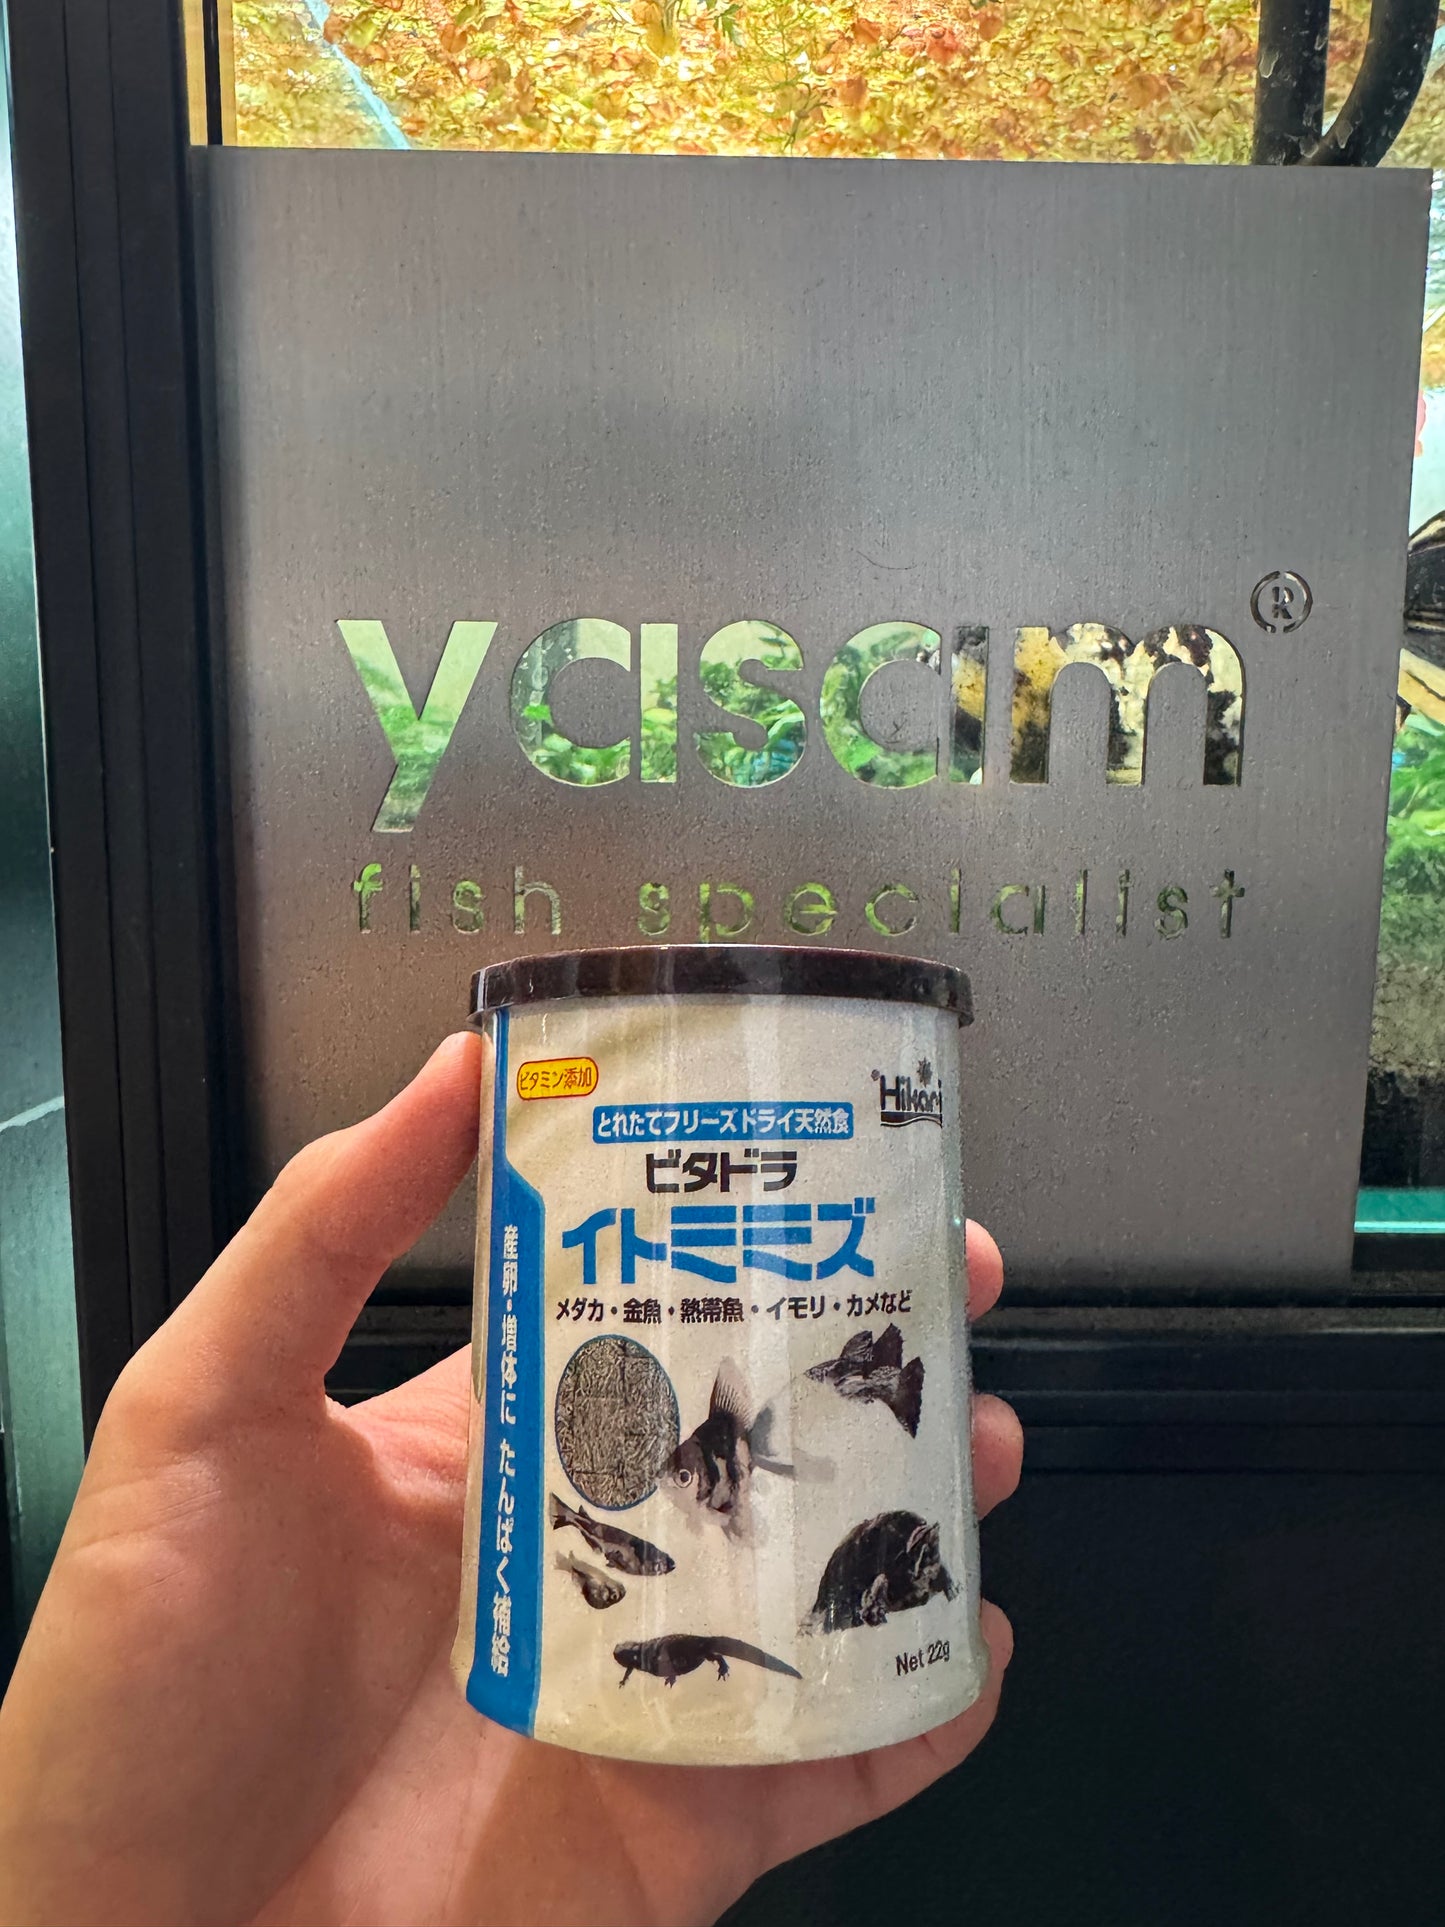 yasam®
fish specialist
ビタミン添加
Hikari
とれたてフリーズドライ天然食
ビタドラ
イトミミズ
メダカ・金魚・熱帯魚・イモリ・カメなど
産卵・増体に たんぱく補給
Net 22g